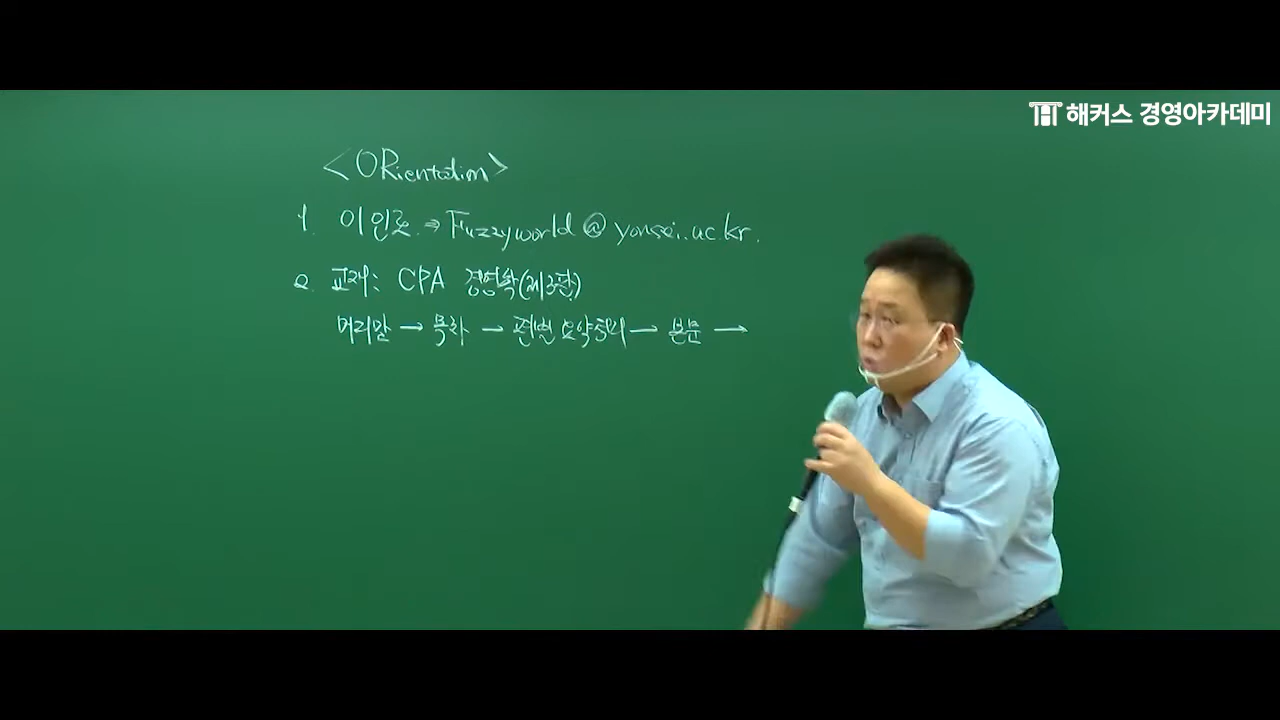 해커스 경영아카데미
<ORientation>
1. 이인호 ⇒ Fuzzyworld@yonsei.ac.kr.
2. 교재: CPA 경영학(제3판)
머리말 → 목차 → 편별 요약정리 → 본문 →